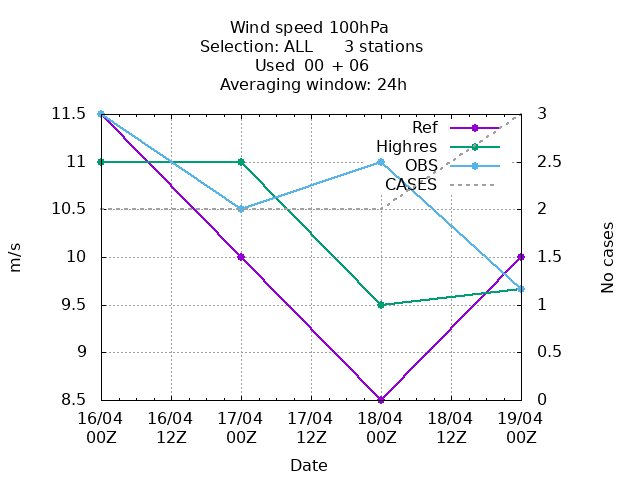 Wind speed 100hPa
Selection: ALL 3 stations
Used 00 + 06
Averaging window: 24h
11.5
11
10.5
10
9.5
9
8.5
m/s
3
2.5
2
1.5
1
0.5
0
No cases
Ref
Highres
OBS
CASES
16/04 16/04 17/04 17/04 18/04 18/04 19/04
00Z 12Z 00Z 12Z 00Z 12Z 00Z
Date